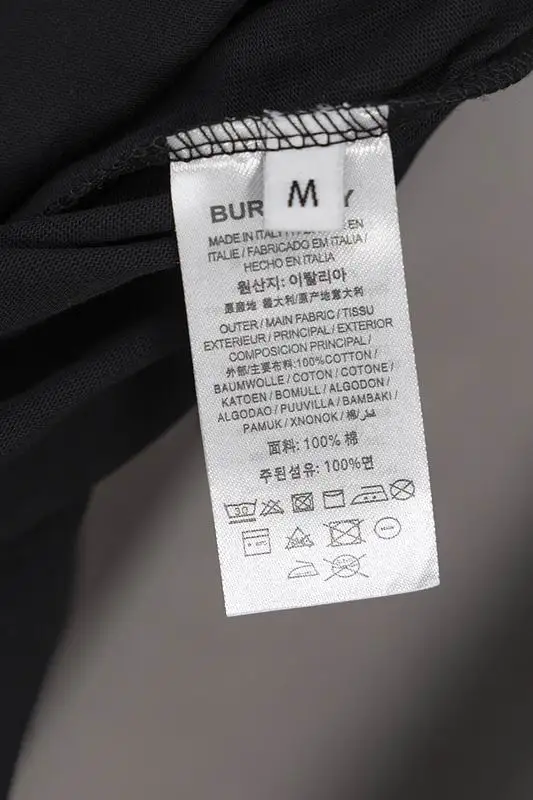 M
BUR Y
MADE IN ITALY / EN
ITALIE / FABRICADO EM ITALIA /
HECHO EN ITALIA
원산지: 이탈리아
原産地 義大利/原产地意大利
OUTER / MAIN FABRIC / TISSU
EXTERIEUR / PRINCIPAL / EXTERIOR
COMPOSICION PRINCIPAL /
外部/主要布料:100%COTTON /
BAUMWOLLE / COTON / COTONE /
KATOEN / BOMULL / ALGODON /
ALGODAO / PUUVILLA / BAMBAKI /
PAMUK / XNONOK / 棉/
面料: 100% 棉
주된섬유: 100%면
30